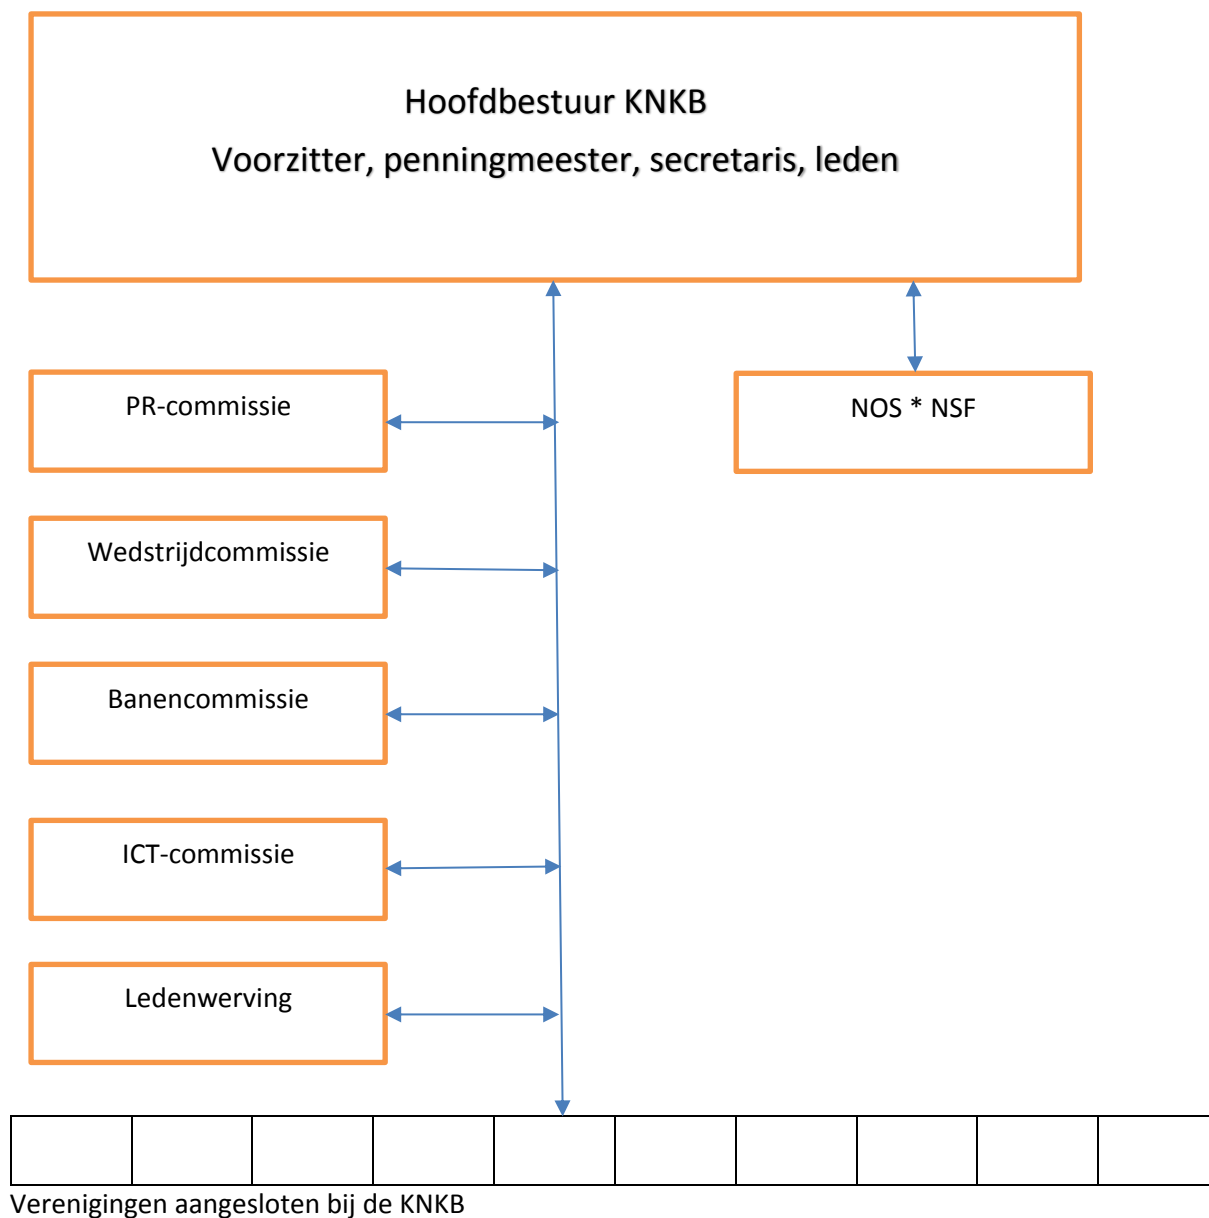 Hoofdbestuur KNKB
Voorzitter, penningmeester, secretaris, leden
PR-commissie
NOS * NSF
Wedstrijdcommissie
Banencommissie
ICT-commissie
Ledenwerving
Verenigingen aangesloten bij de KNKB